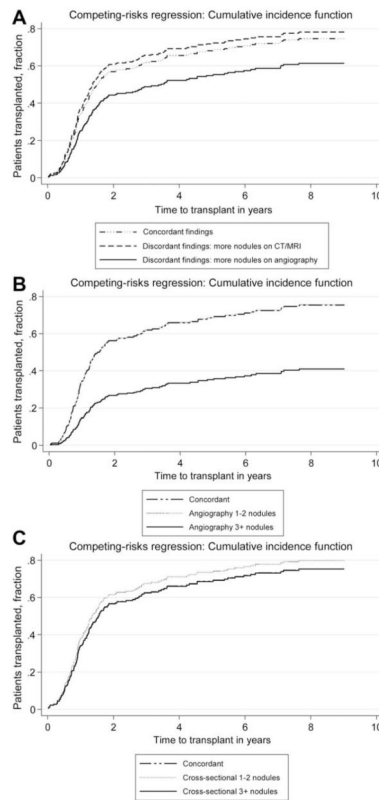 A
Competing-risks regression: Cumulative incidence function
Patients transplanted, fraction
.8
.6
.4
.2
0
0 2 4 6 8 10
Time to transplant in years
Concordant findings
Discordant findings: more nodules on CT/MRI
Discordant findings: more nodules on angiography
B
Competing-risks regression: Cumulative incidence function
Patients transplanted, fraction
.8
.6
.4
.2
0
0 2 4 6 8 10
Time to transplant in years
Concordant
Angiography 1-2 nodules
Angiography 3+ nodules
C
Competing-risks regression: Cumulative incidence function
Patients transplanted, fraction
.8
.6
.4
.2
0
0 2 4 6 8 10
Time to transplant in years
Concordant
Cross-sectional 1-2 nodules
Cross-sectional 3+ nodules